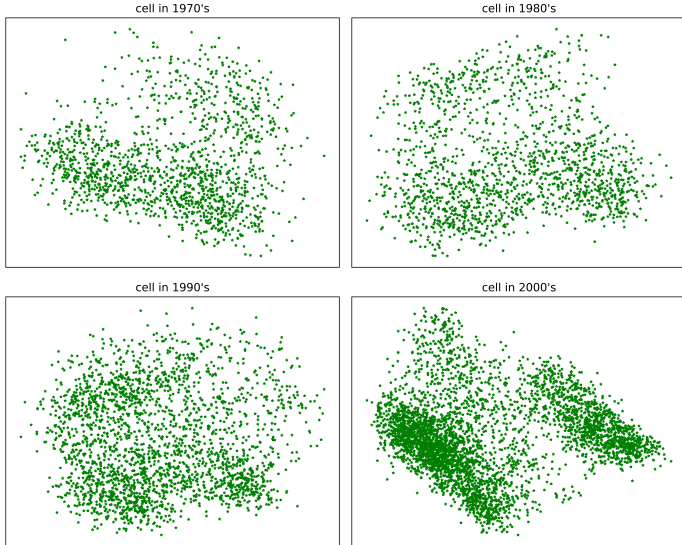 cell in 1970's
cell in 1980's
cell in 1990's
cell in 2000's